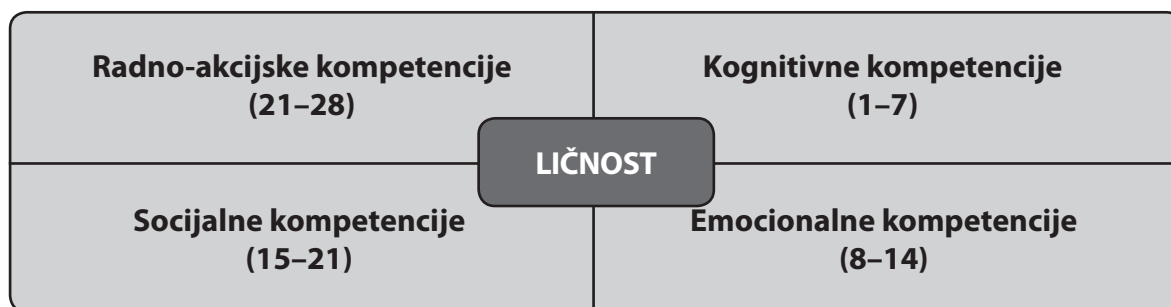 Radno-akcijske kompetencije
(21–28)
Kognitivne kompetencije
(1–7)
LIČNOST
Socijalne kompetencije
(15–21)
Emocionalne kompetencije
(8–14)